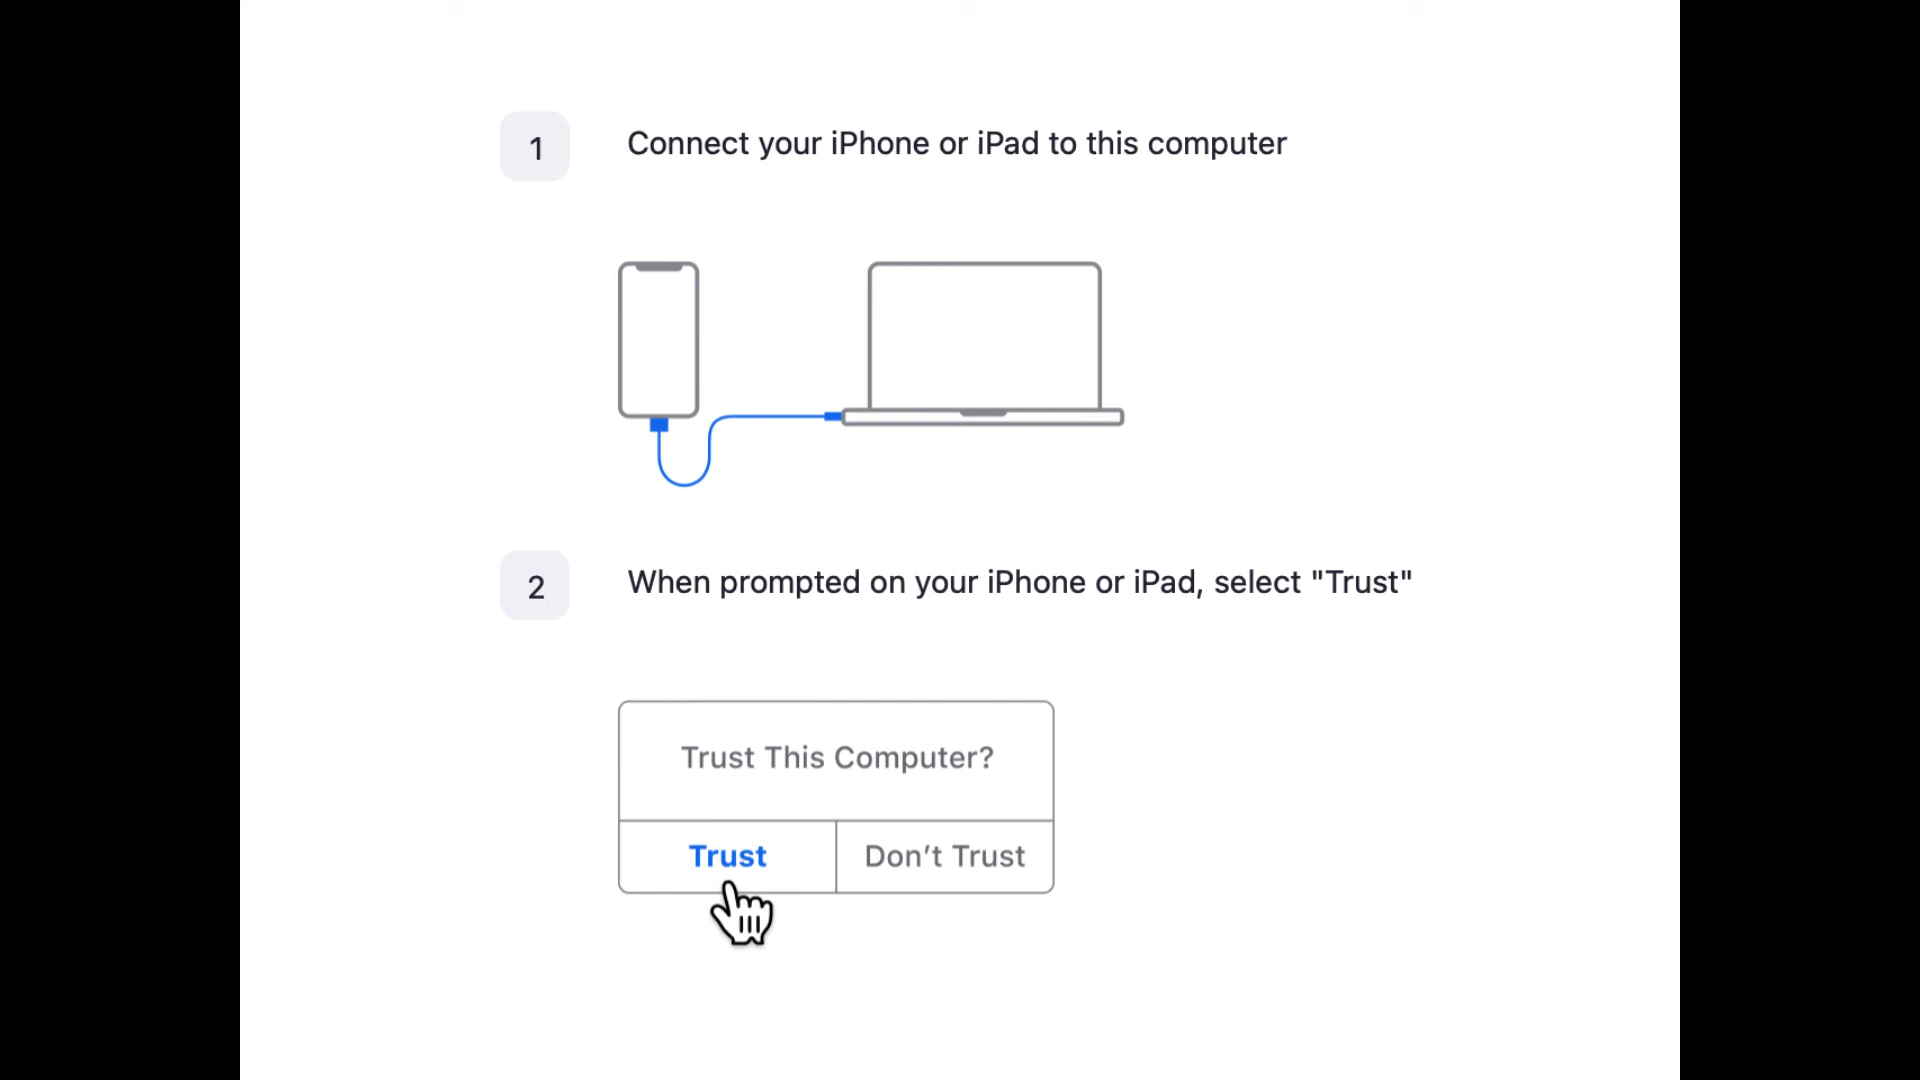 1
Connect your iPhone or iPad to this computer
2
When prompted on your iPhone or iPad, select "Trust"
Trust This Computer?
Trust
Don’t Trust